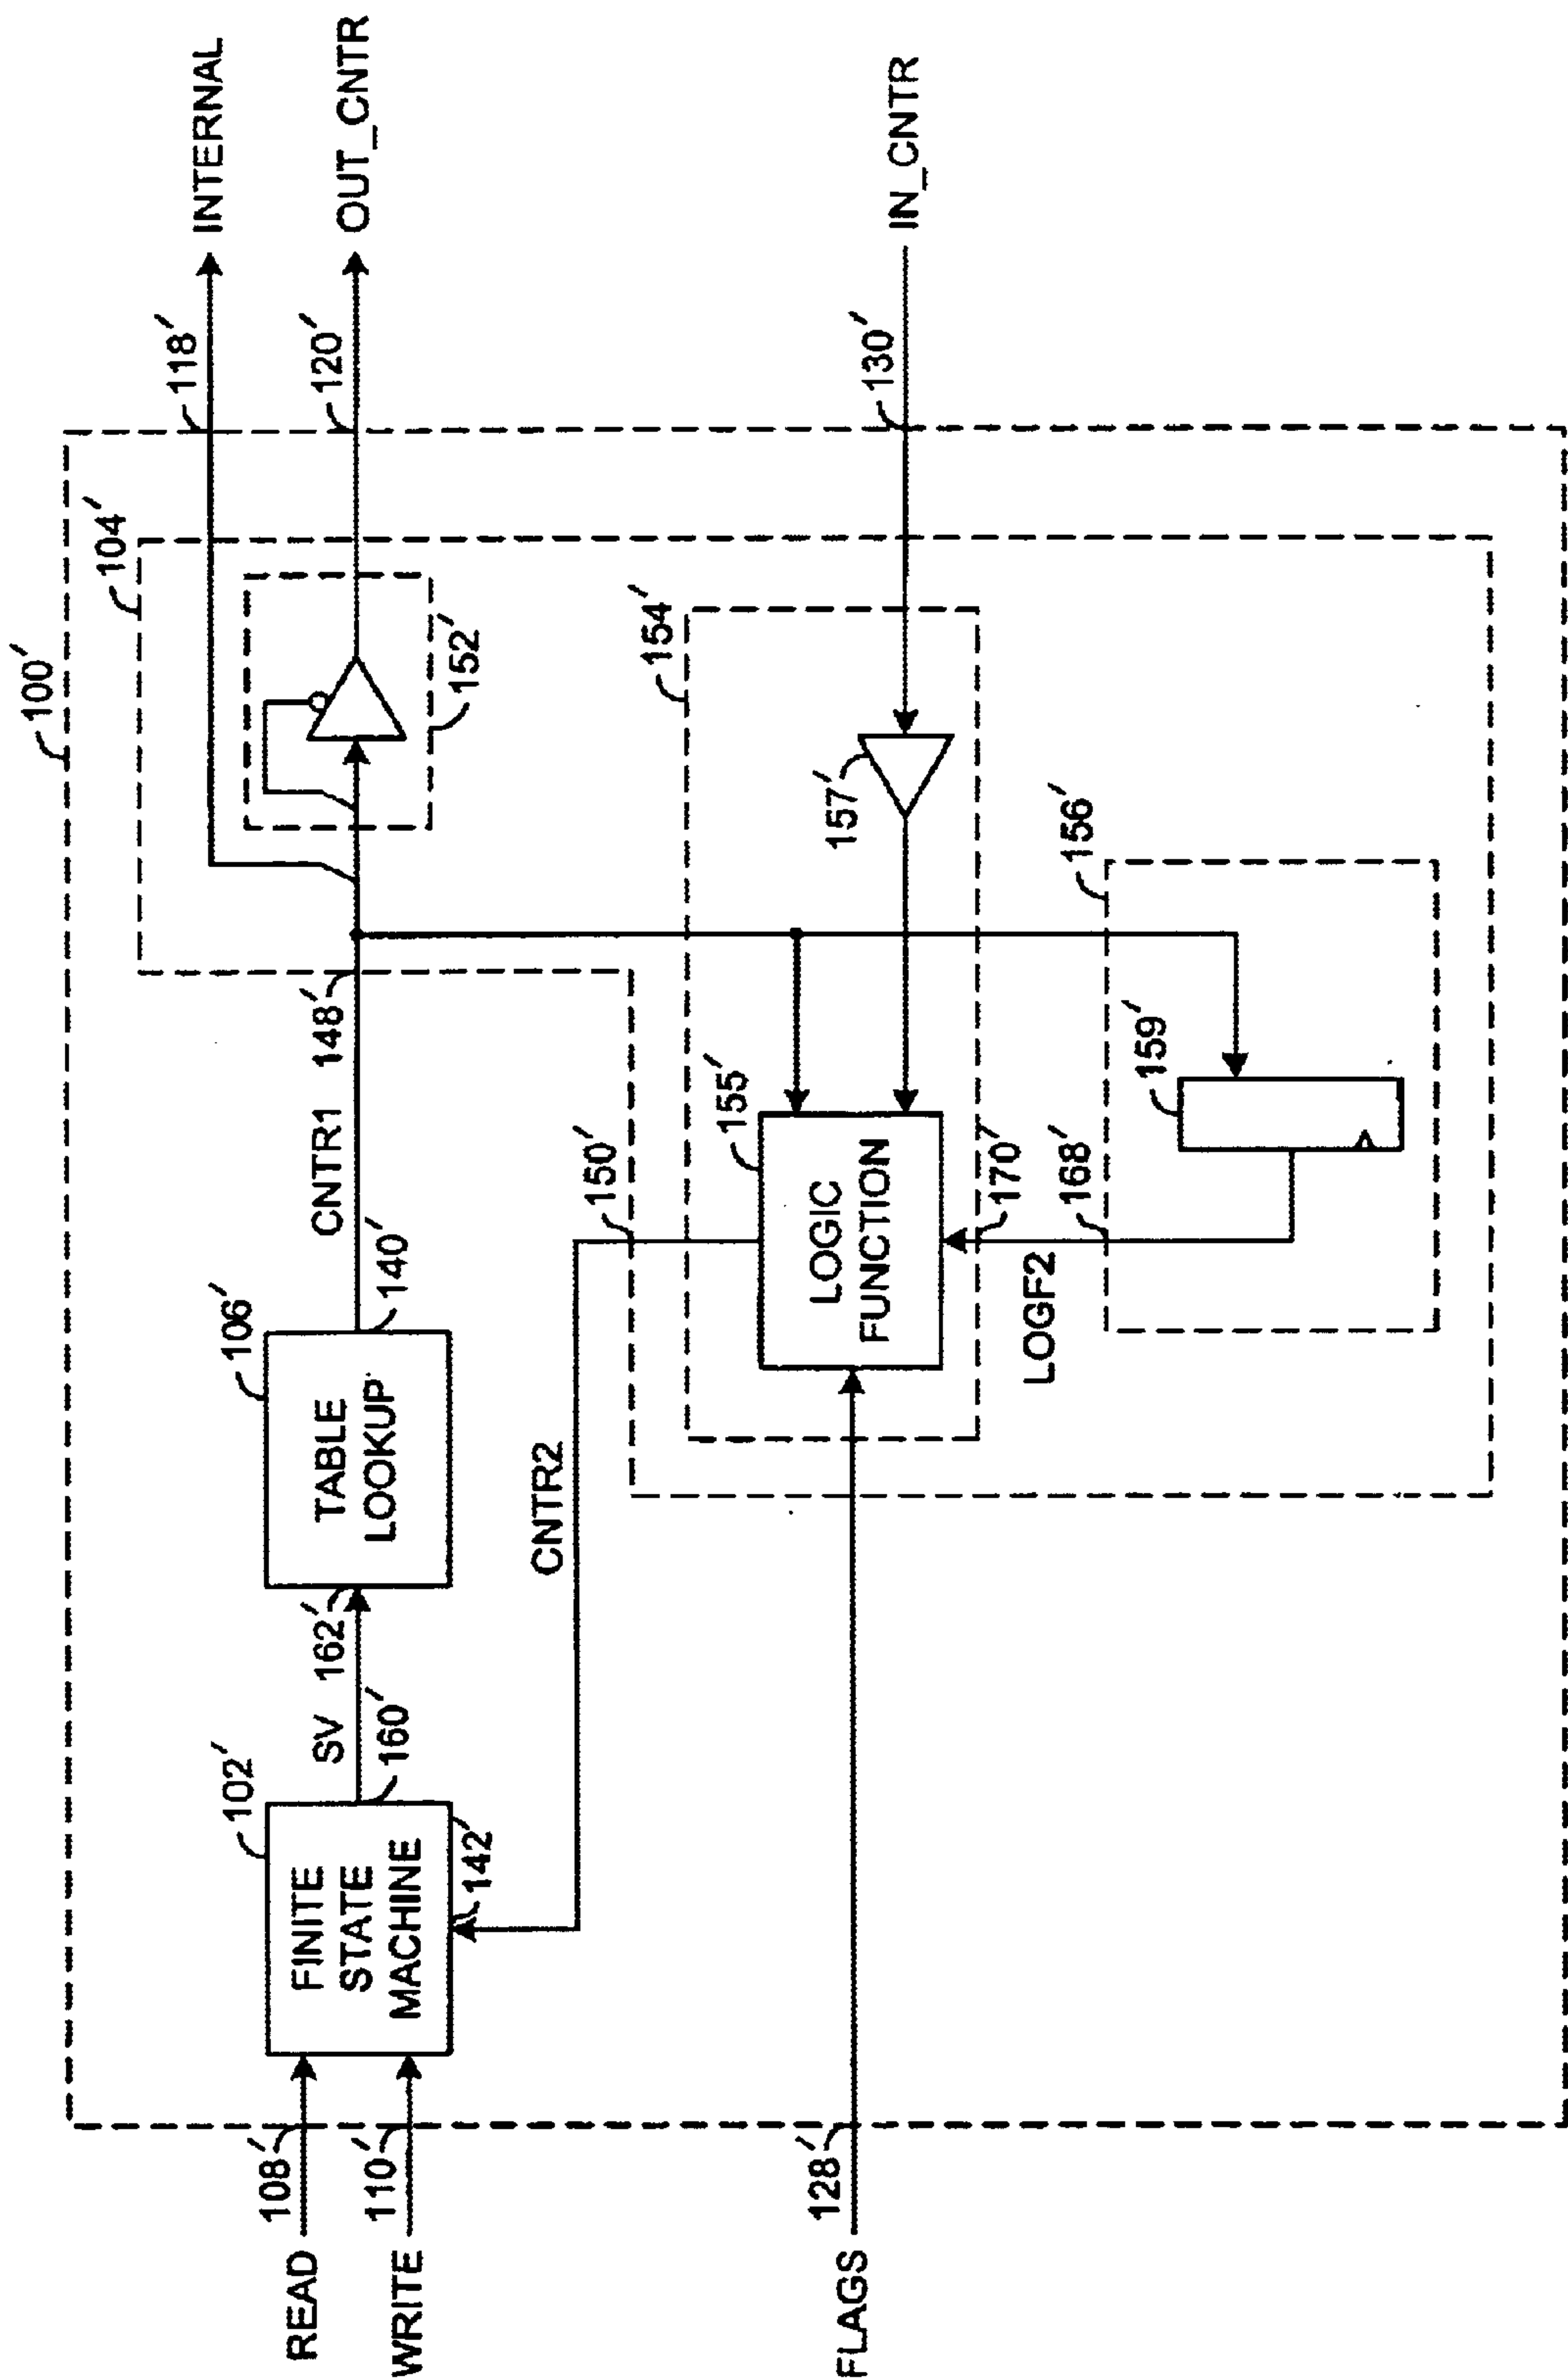 100′
104′
118′
INTERNAL
120′
OUT_CNTR
152′
102′
FINITE
STATE
MACHINE
SV
162′
160′
142′
106′
TABLE
LOOKUP
140′
CNTR1
148′
READ
108′
WRITE
110′
CNTR2
150′
154′
155′
LOGIC
FUNCTION
157′
130′
IN_CNTR
FLAGS
128′
LOGF2
170′
168′
156′
159′